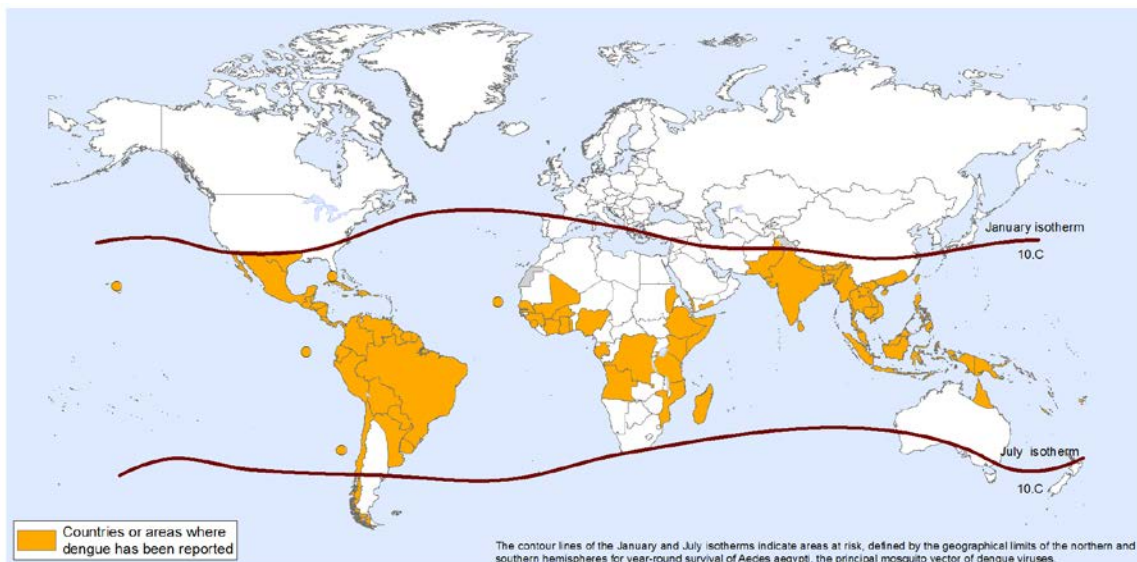 January isotherm
10.C
July isotherm
10.C
Countries or areas where
dengue has been reported
The contour lines of the January and July isotherms indicate areas at risk, defined by the geographical limits of the northern and
southern hemispheres for year-round survival of Aedes aegypti, the principal mosquito vector of dengue viruses.